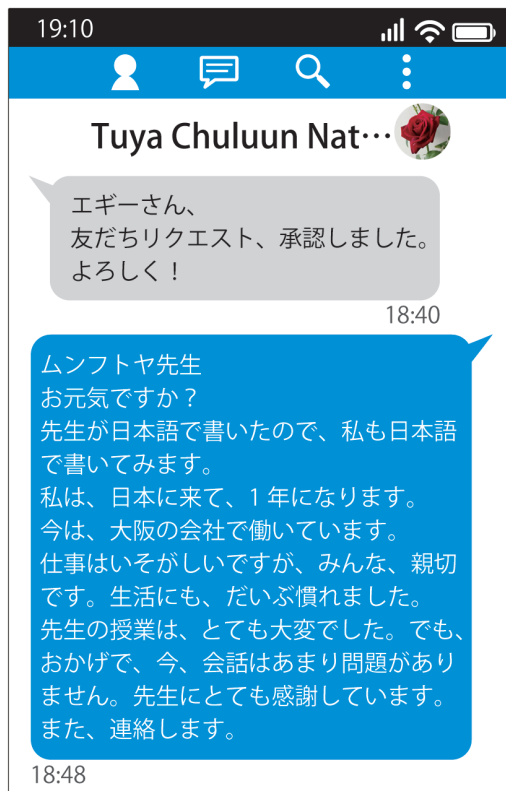 19:10
Tuya Chuluun Nat…
エギーさん、
友だちリクエスト、承認しました。
よろしく！
18:40
ムンフトヤ先生
お元気ですか？
先生が日本語で書いたので、私も日本語
で書いてみます。
私は、日本に来て、1年になります。
今は、大阪の会社で働いています。
仕事はいそがしいですが、みんな、親切
です。生活にも、だいぶ慣れました。
先生の授業は、とても大変でした。でも、
おかげで、今、会話はあまり問題があり
ません。先生にとても感謝しています。
また、連絡します。
18:48